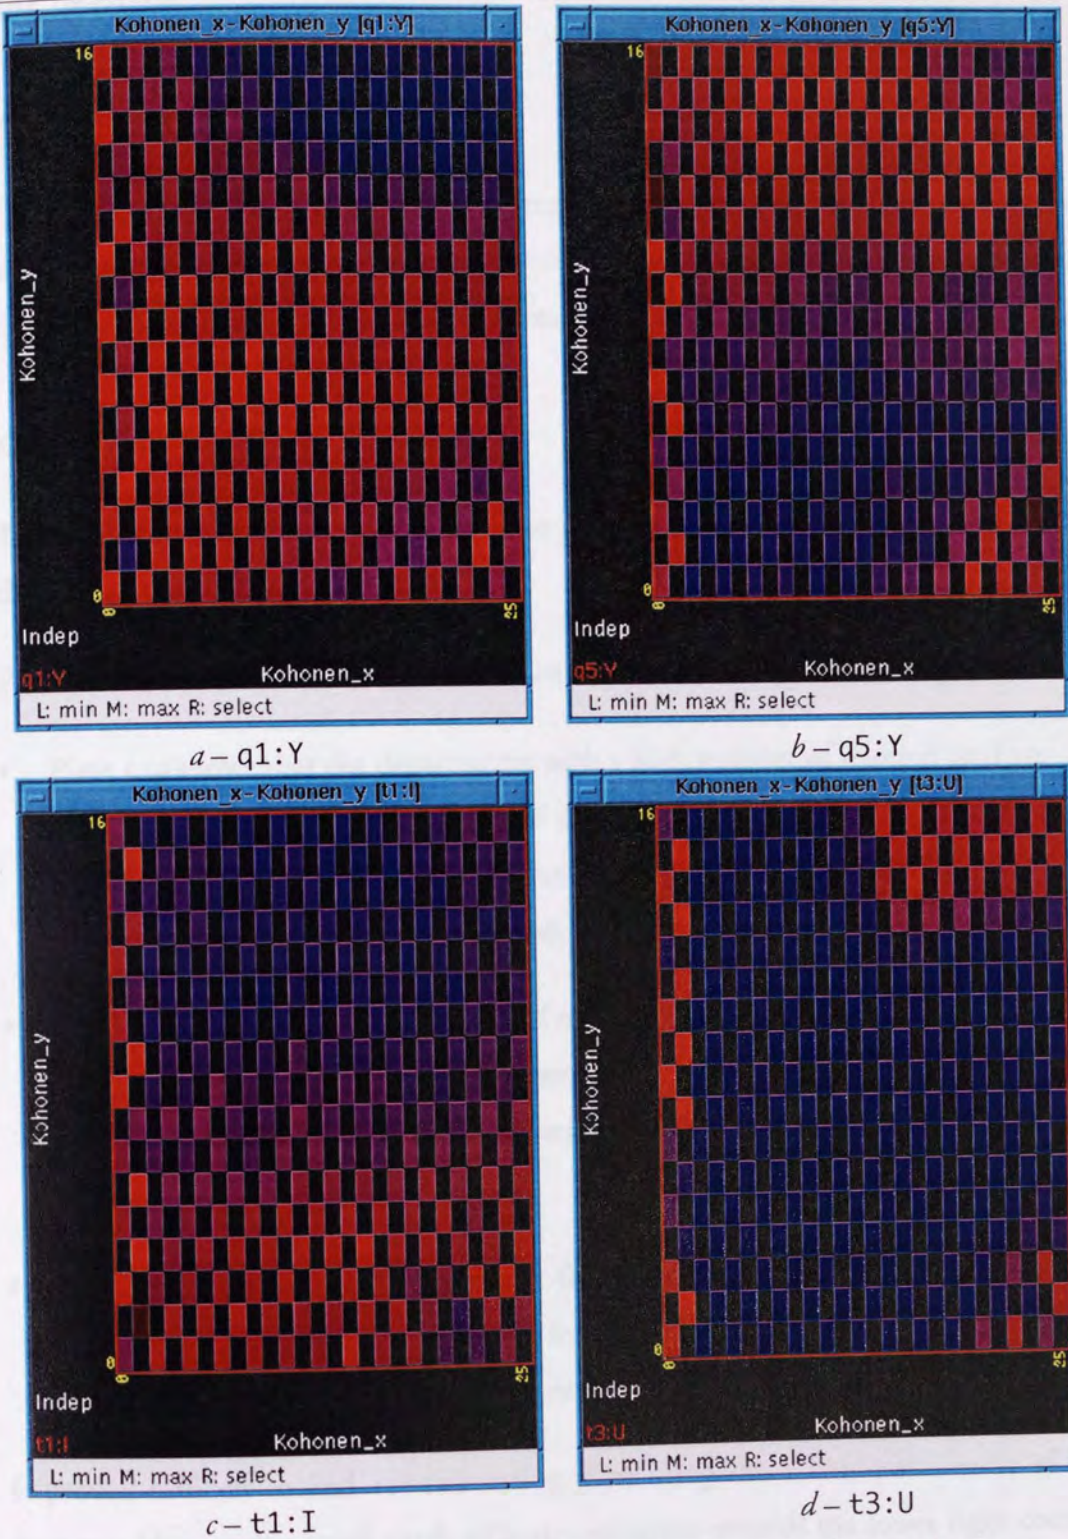 Kohonen_x-Kohonen_y [q1:Y]
16
Kohonen_y
0
0
25
Indep
q1:Y
Kohonen_x
L: min M: max R: select
a – q1:Y
Kohonen_x-Kohonen_y [q5:Y]
16
Kohonen_y
0
0
25
Indep
q5:Y
Kohonen_x
L: min M: max R: select
b – q5:Y
Kohonen_x-Kohonen_y [t1:I]
16
Kohonen_y
0
0
25
Indep
t1:I
Kohonen_x
L: min M: max R: select
c – t1:I
Kohonen_x-Kohonen_y [t3:U]
16
Kohonen_y
0
0
25
Indep
t3:U
Kohonen_x
L: min M: max R: select
d – t3:U